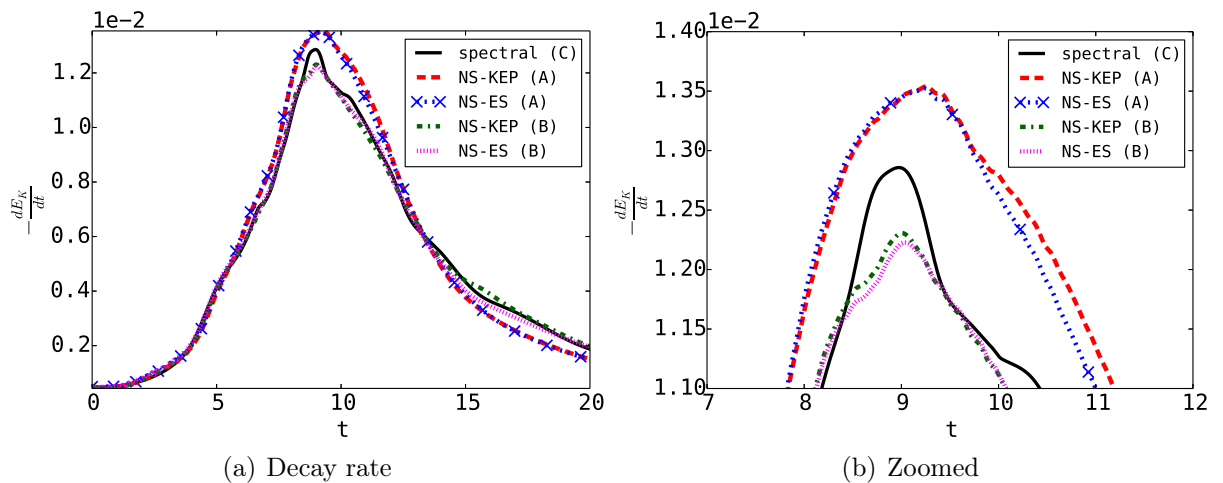 1e−2
1.2
1.0
0.8
0.6
0.4
0.2
0
5
10
15
20
−dE_K/dt
t
spectral (C)
NS-KEP (A)
NS-ES (A)
NS-KEP (B)
NS-ES (B)
(a) Decay rate
1e−2
1.40
1.35
1.30
1.25
1.20
1.15
1.10
7
8
9
10
11
12
−dE_K/dt
t
spectral (C)
NS-KEP (A)
NS-ES (A)
NS-KEP (B)
NS-ES (B)
(b) Zoomed